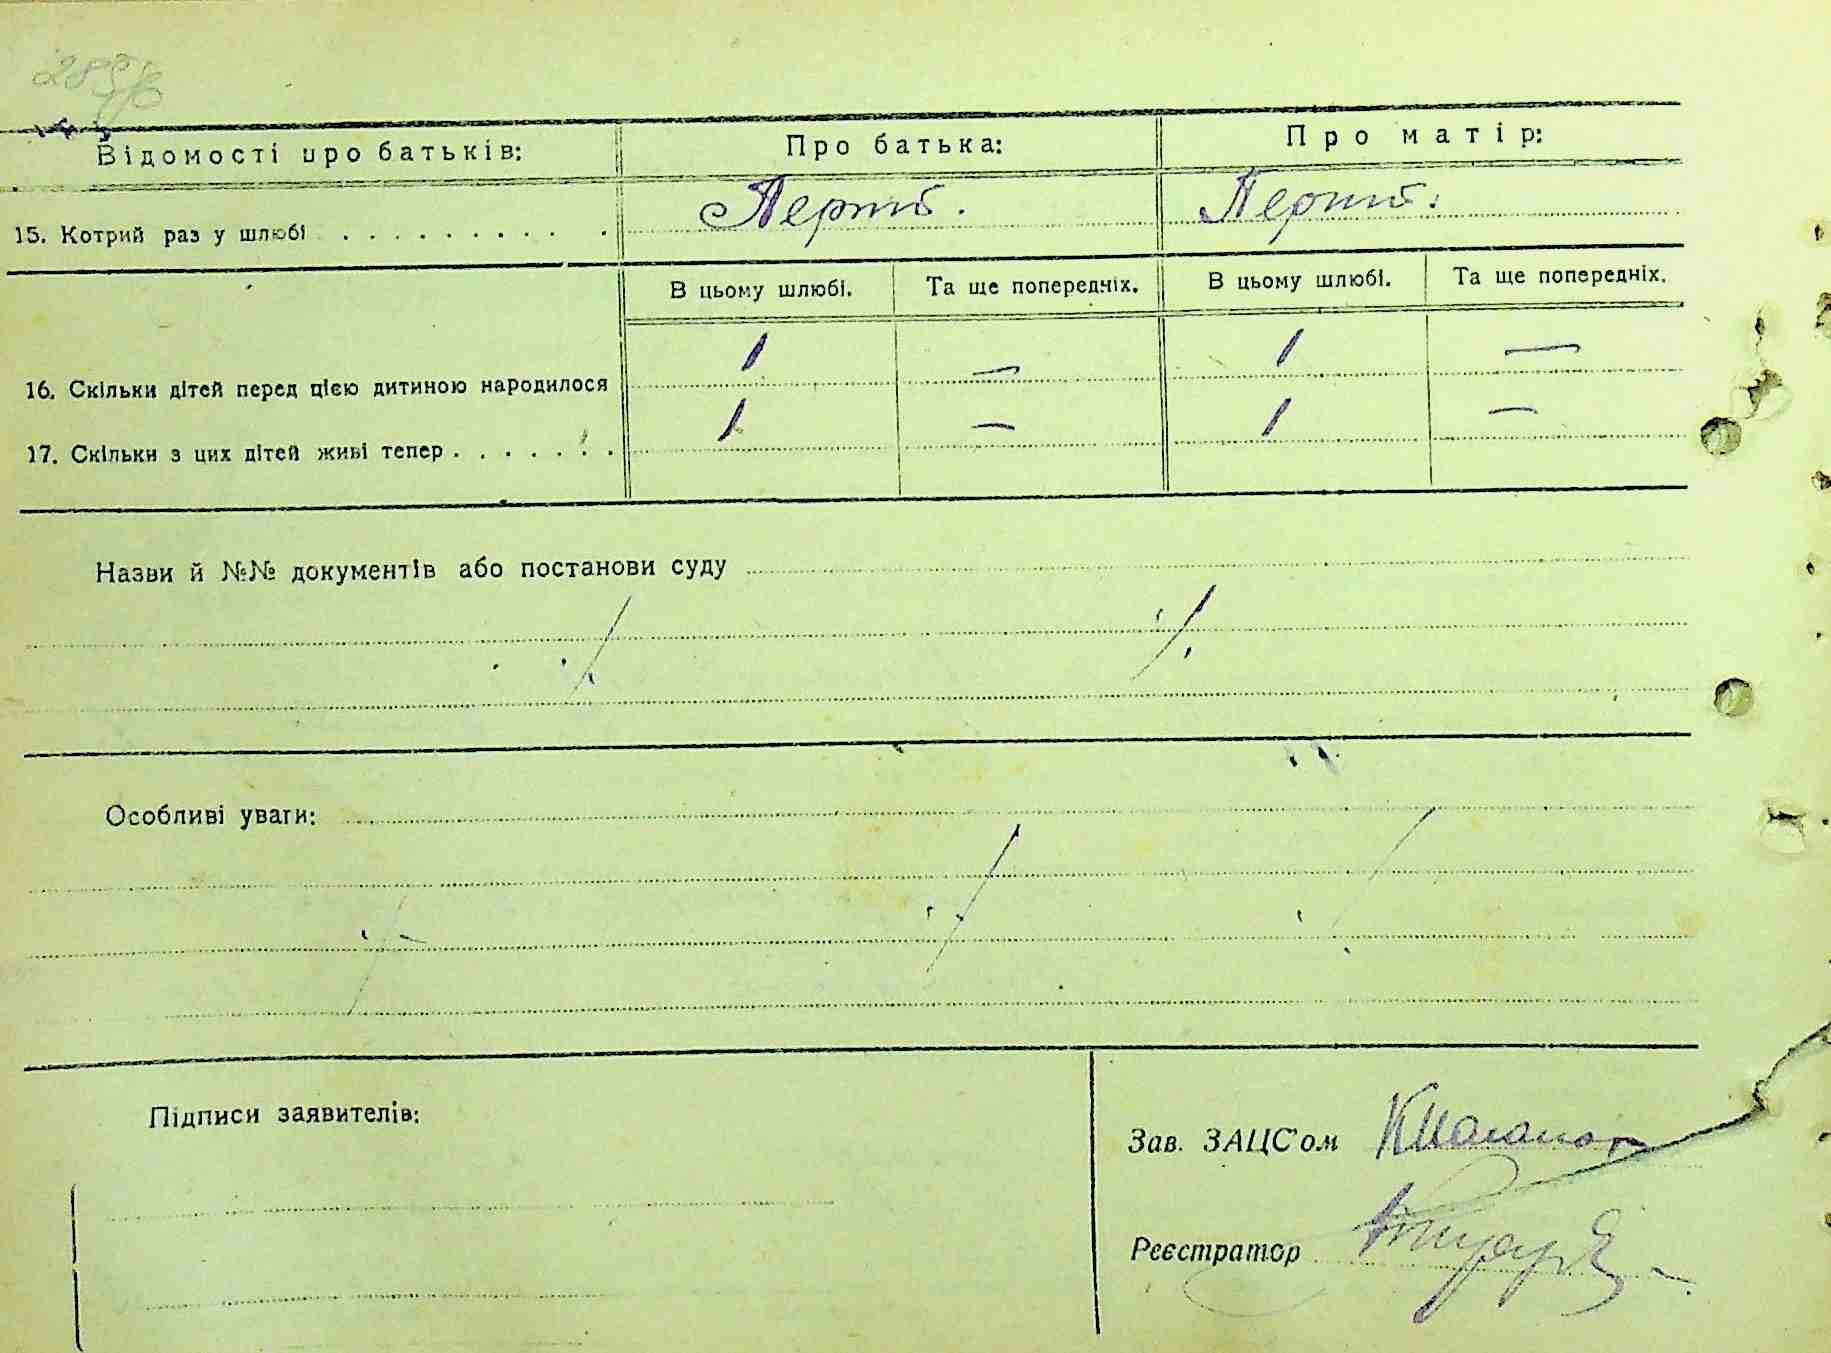 Відомості про батьків: Про батька: Про матір:
15. Котрий раз у шлюбі . . . . . . . . . . Перший. Перший.
В цьому шлюбі. Та ще попередніх. В цьому шлюбі. Та ще попередніх.
16. Скільки дітей перед цією дитиною народилося 1 — 1 —
17. Скільки з цих дітей живі тепер . . . . . . . 1 — 1 —
Назви й №№ документів або постанови суду
Особливі уваги:
Підписи заявителів:
Зав. ЗАЦС'ом
Реєстратор